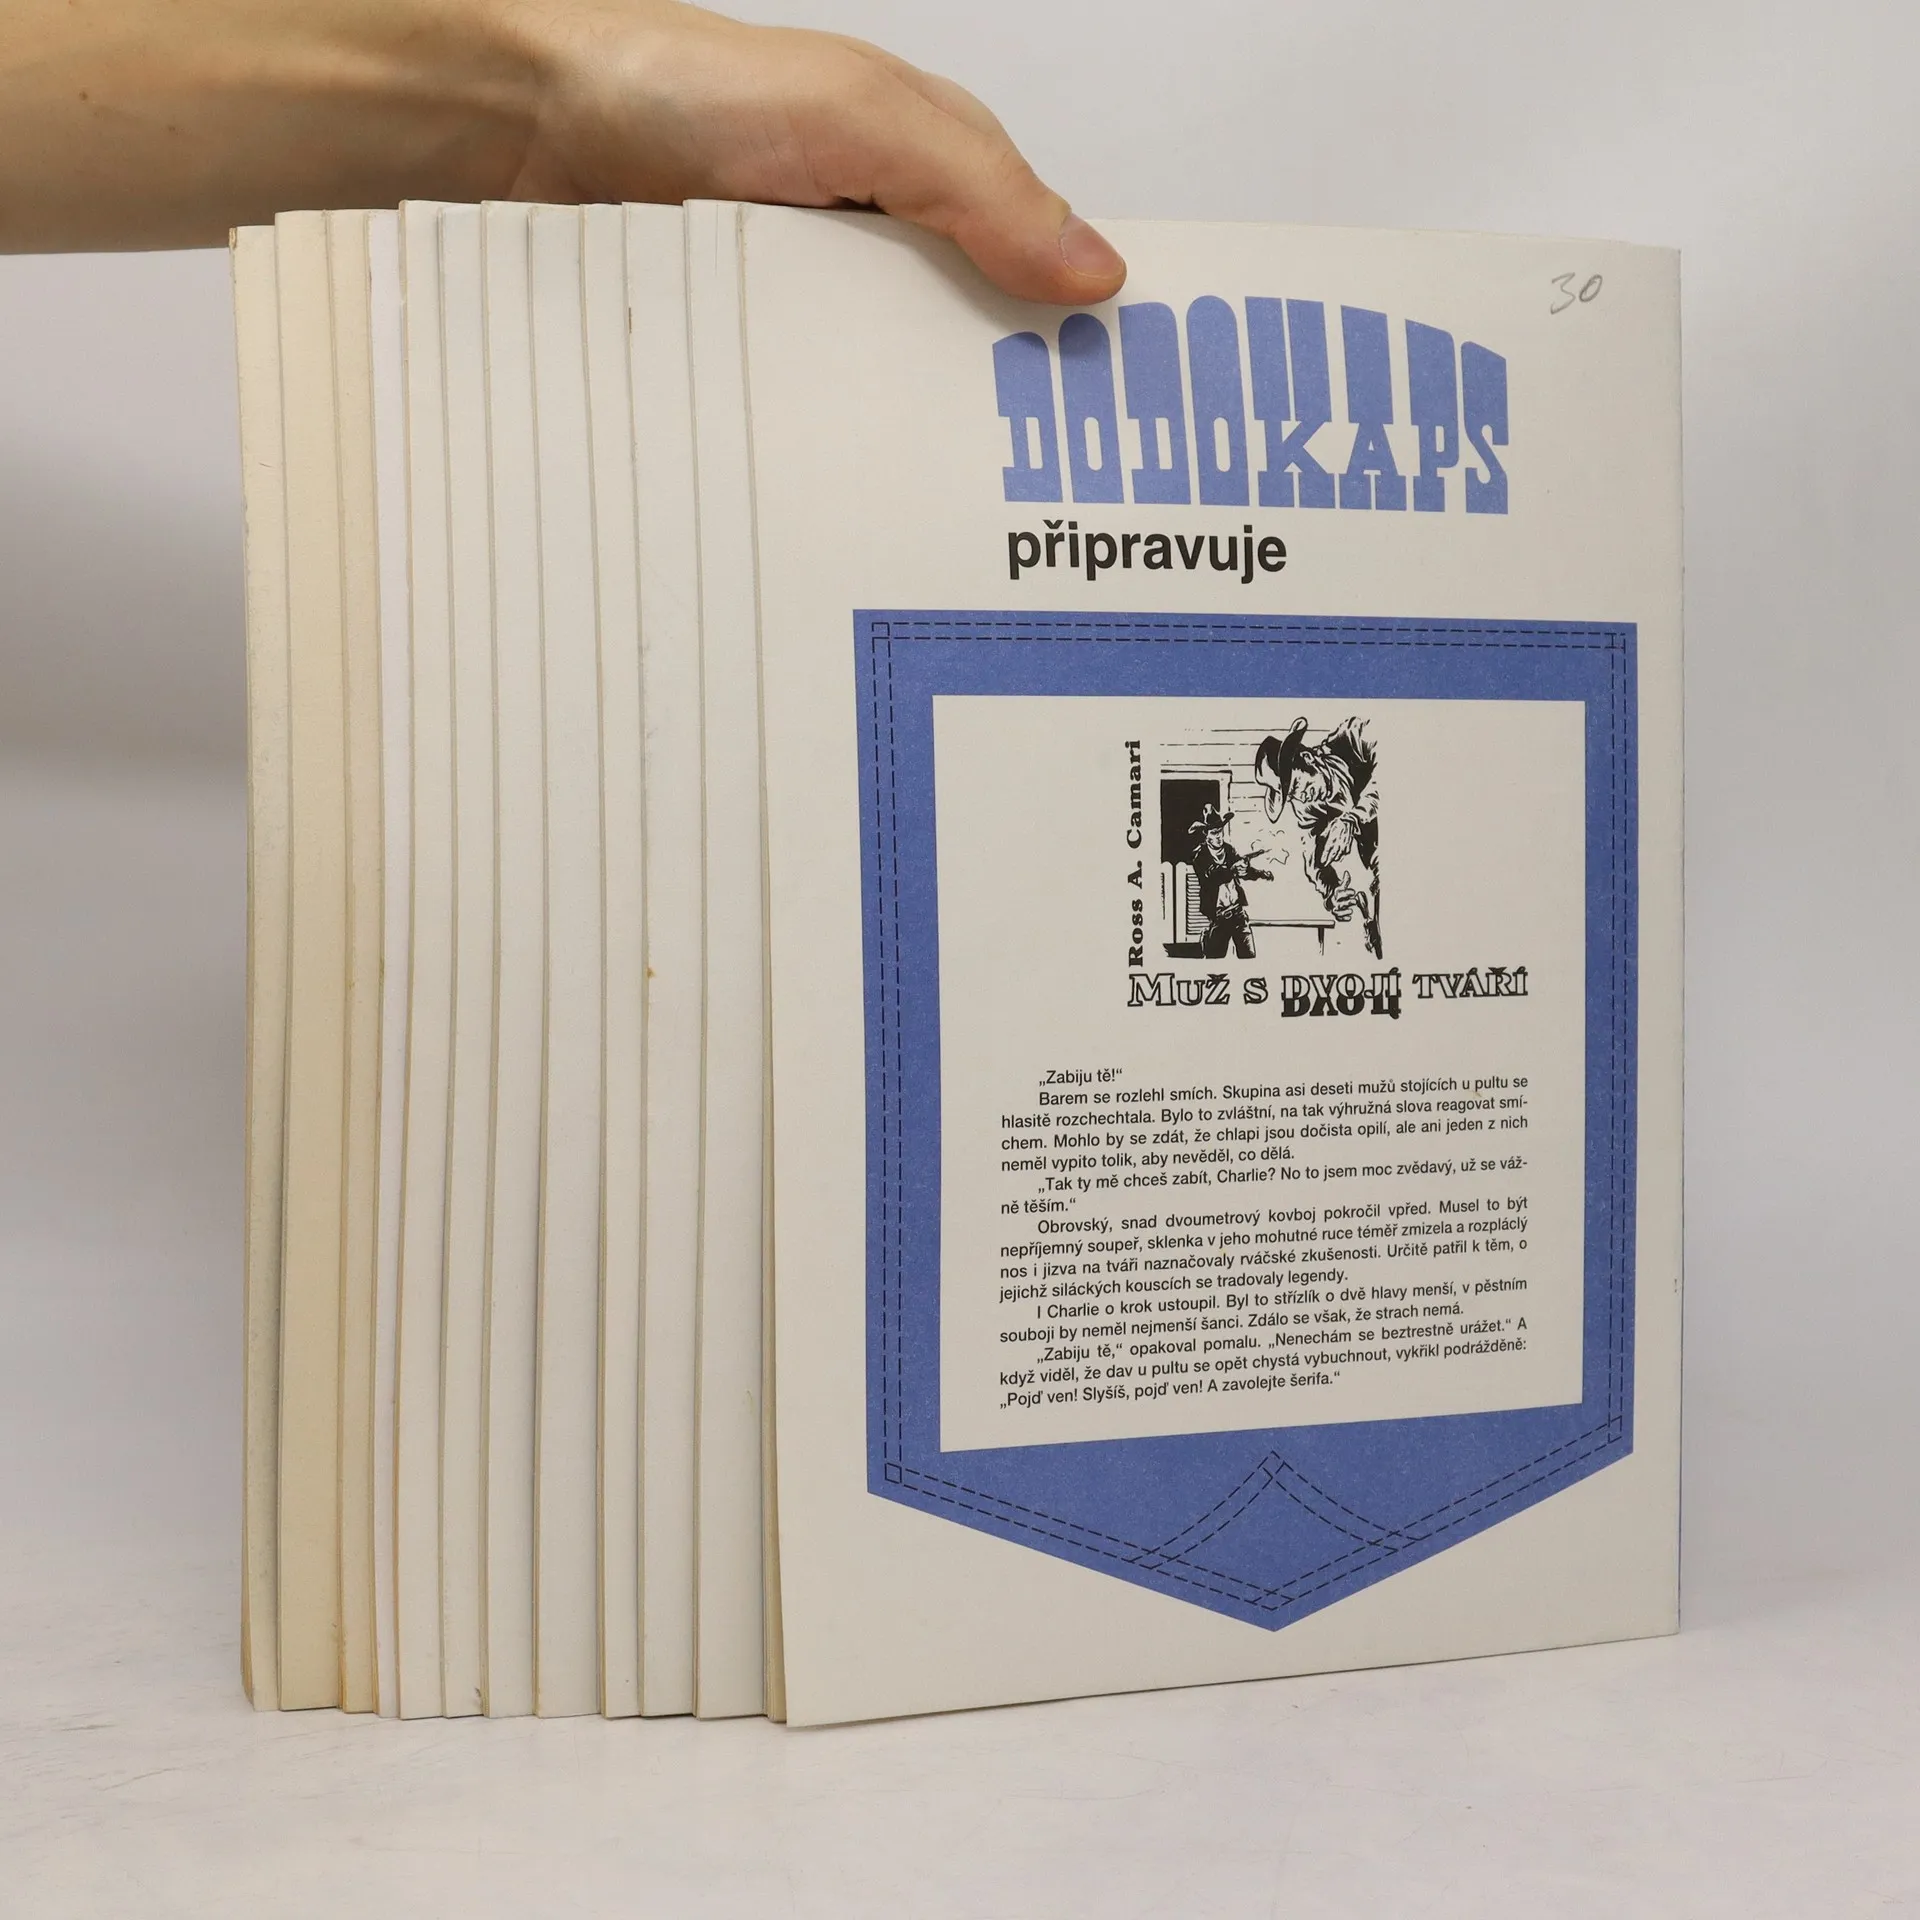 30
DODOKAPS
připravuje
Ross A. Camari
MUŽ S DVOJÍ TVÁŘÍ
„Zabiju tě!“
Barem se rozlehl smích. Skupina asi deseti mužů stojících u pultu se
hlasitě rozchechtala. Bylo to zvláštní, na tak výhružná slova reagovat smí-
chem. Mohlo by se zdát, že chlapi jsou dočista opilí, ale ani jeden z nich
neměl vypito tolik, aby nevěděl, co dělá.
„Tak ty mě chceš zabít, Charlie? No to jsem moc zvědavý, už se váž-
ně těším.“
Obrovský, snad dvoumetrový kovboj pokročil vpřed. Musel to být
nepříjemný soupeř, sklenka v jeho mohutné ruce téměř zmizela a rozpláclý
nos i jizva na tváři naznačovaly rváčské zkušenosti. Určitě patřil k těm, o
jejichž siláckých kouscích se tradovaly legendy.
I Charlie o krok ustoupil. Byl to střízlík o dvě hlavy menší, v pěstním
souboji by neměl nejmenší šanci. Zdálo se však, že strach nemá.
„Zabiju tě,“ opakoval pomalu. „Nenechám se beztrestně urážet.“ A
když viděl, že dav u pultu se opět chystá vybuchnout, vykřikl podrážděně:
„Pojď ven! Slyšíš, pojď ven! A zavolejte šerifa.“